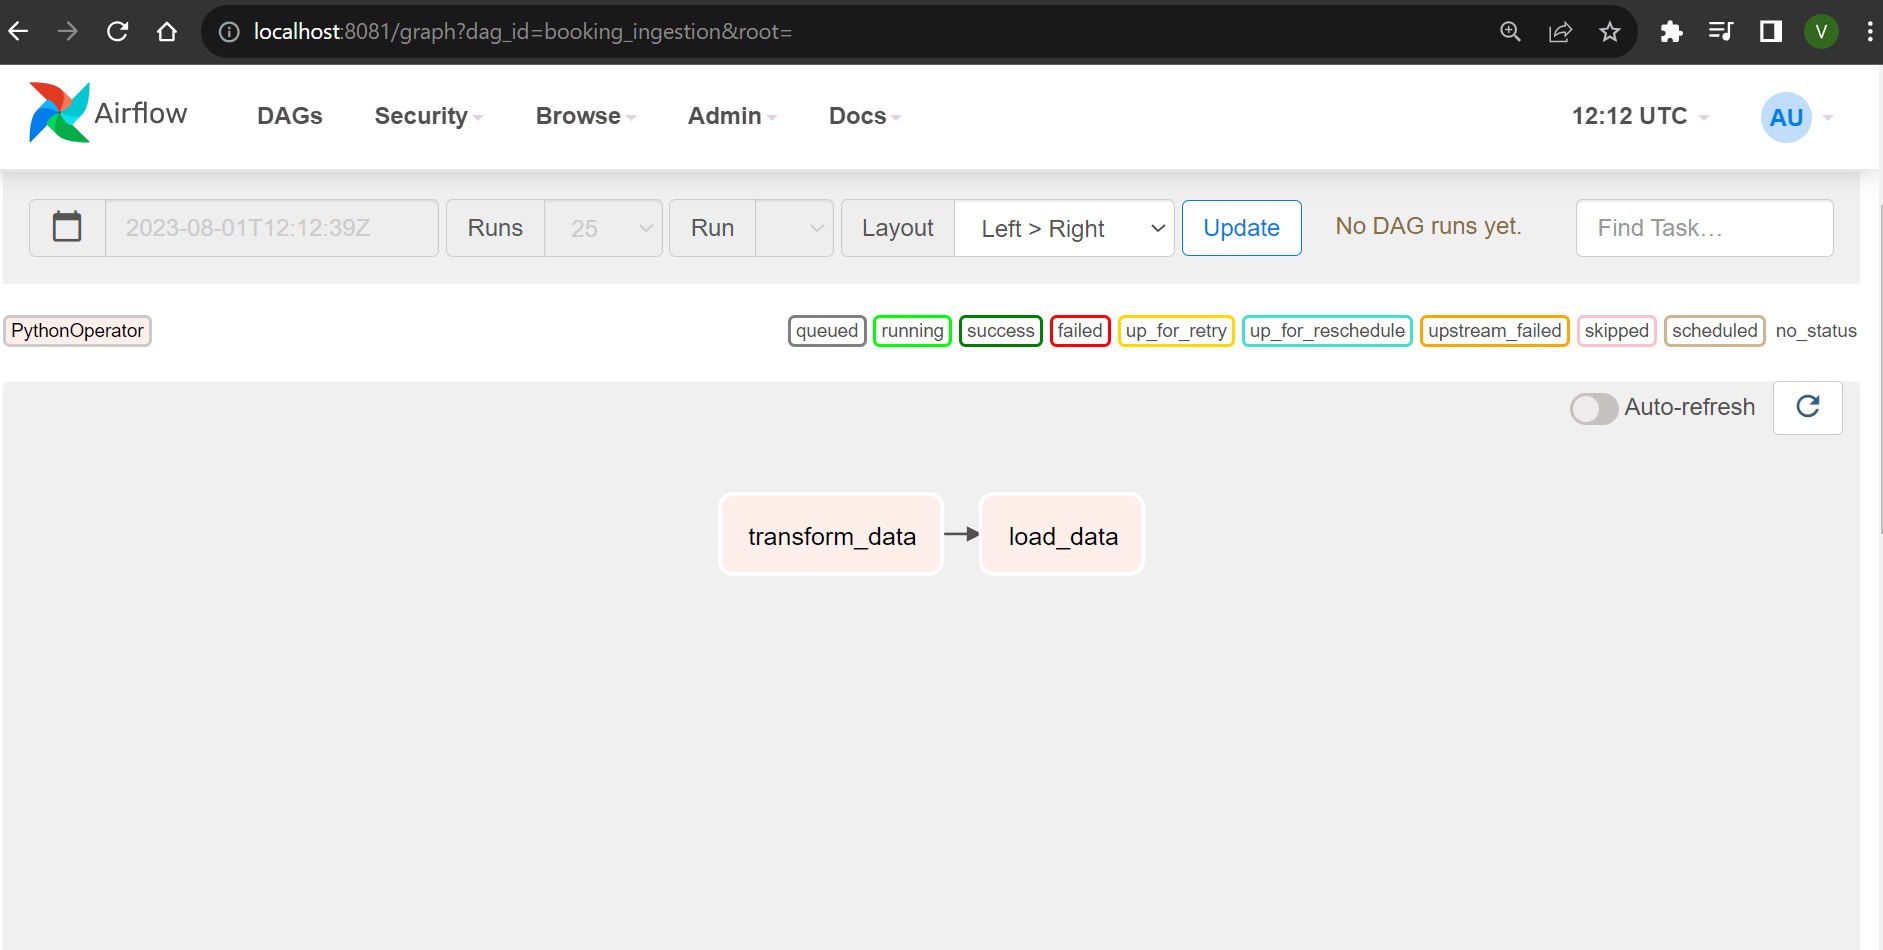 localhost:8081/graph?dag_id=booking_ingestion&root=
V
Airflow
DAGs Security Browse Admin Docs 12:12 UTC AU
2023-08-01T12:12:39Z Runs 25 Run Layout Left > Right Update No DAG runs yet. Find Task…
PythonOperator queued running success failed up_for_retry up_for_reschedule upstream_failed skipped scheduled no_status
Auto-refresh
transform_data load_data